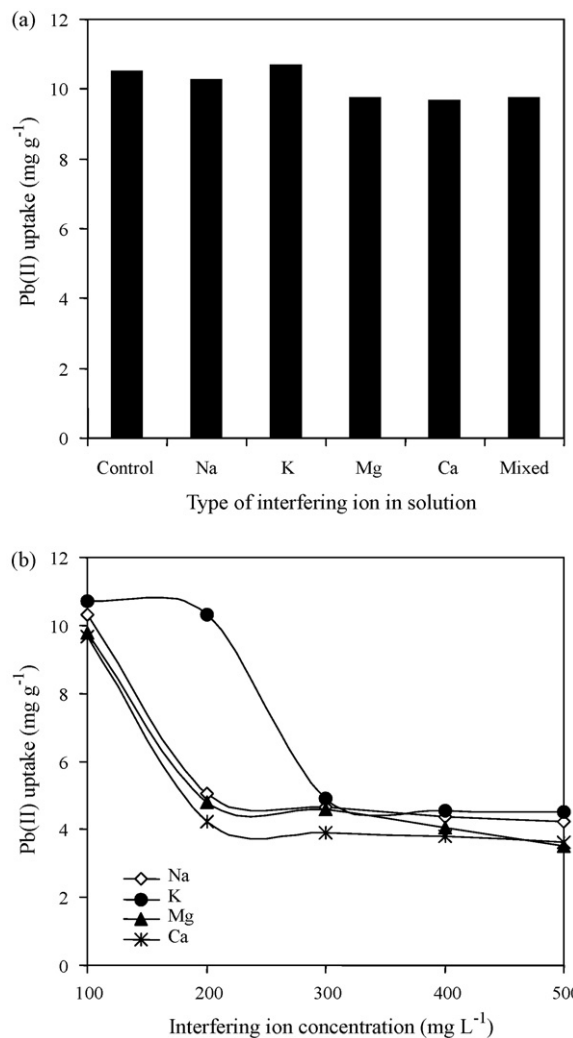 (a)
12
10
8
6
4
2
0
Pb(II) uptake (mg g-1)
Control Na K Mg Ca Mixed
Type of interfering ion in solution
(b)
12
10
8
6
4
2
0
Pb(II) uptake (mg g-1)
Na
K
Mg
Ca
100 200 300 400 500
Interfering ion concentration (mg L-1)